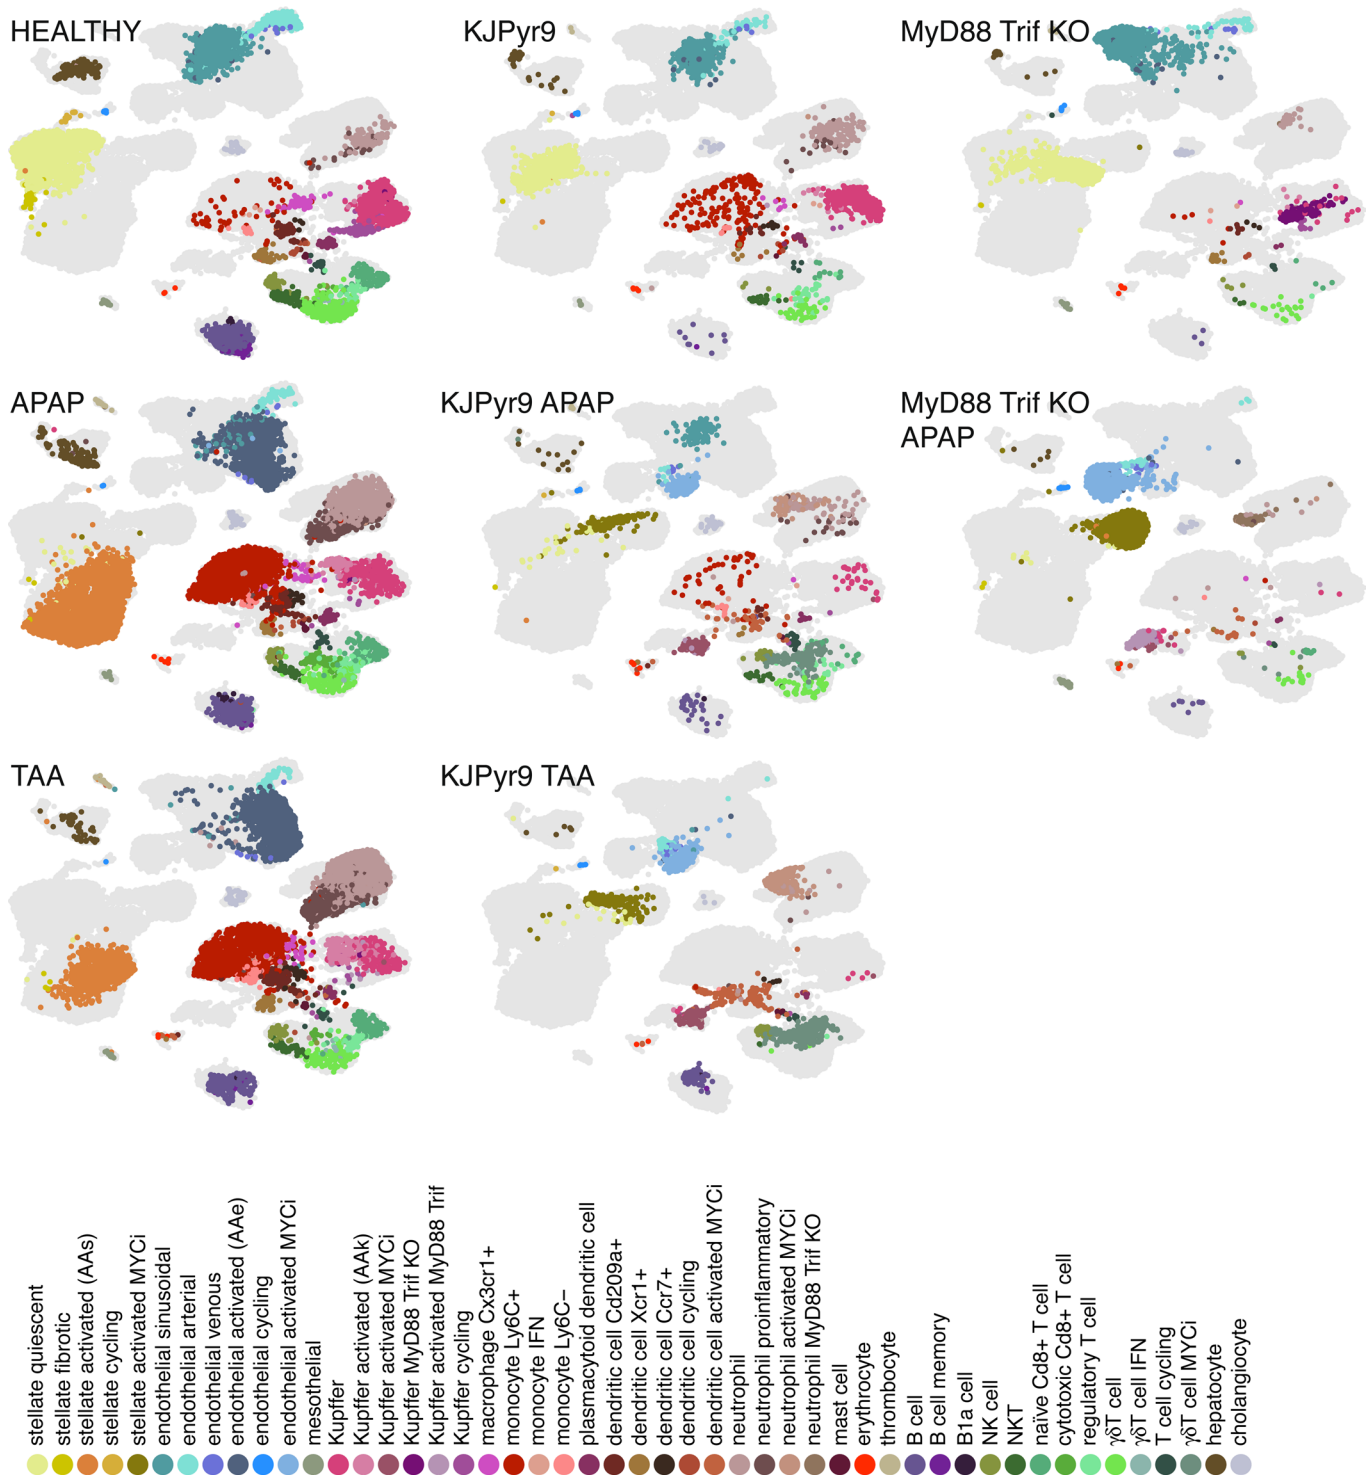 HEALTHY
KJPyr9
MyD88 Trif KO
APAP
KJPyr9 APAP
MyD88 Trif KO
APAP
TAA
KJPyr9 TAA
stellate quiescent
stellate fibrotic
stellate activated (AAs)
stellate cycling
stellate activated MYCi
endothelial sinusoidal
endothelial arterial
endothelial venous
endothelial activated (AAe)
endothelial cycling
endothelial activated MYCi
mesothelial
Kupffer
Kupffer activated (AAk)
Kupffer activated MYCi
Kupffer MyD88 Trif KO
Kupffer activated MyD88 Trif
Kupffer cycling
macrophage Cx3cr1+
monocyte Ly6C+
monocyte IFN
monocyte Ly6C−
plasmacytoid dendritic cell
dendritic cell Cd209a+
dendritic cell Xcr1+
dendritic cell Ccr7+
dendritic cell cycling
dendritic cell activated MYCi
neutrophil
neutrophil proinflammatory
neutrophil activated MYCi
neutrophil MyD88 Trif KO
mast cell
erythrocyte
thrombocyte
B cell
B cell memory
B1a cell
NK cell
NKT
naïve Cd8+ T cell
cytotoxic Cd8+ T cell
regulatory T cell
γδT cell
γδT cell IFN
T cell cycling
γδT cell MYCi
hepatocyte
cholangiocyte